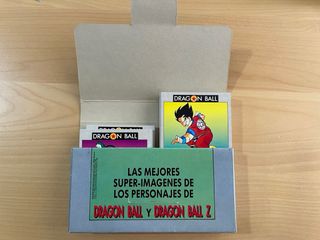 DRAGON BALL
DRAGON BALL
LAS MEJORES
SUPER-IMAGENES DE
LOS PERSONAJES DE
DRAGON BALL Y DRAGON BALL Z